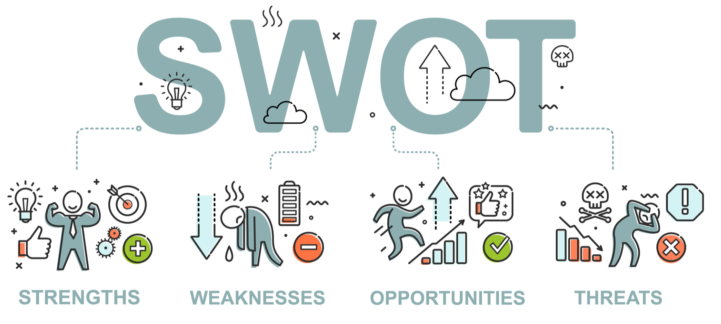 SWOT
STRENGTHS
WEAKNESSES
OPPORTUNITIES
THREATS